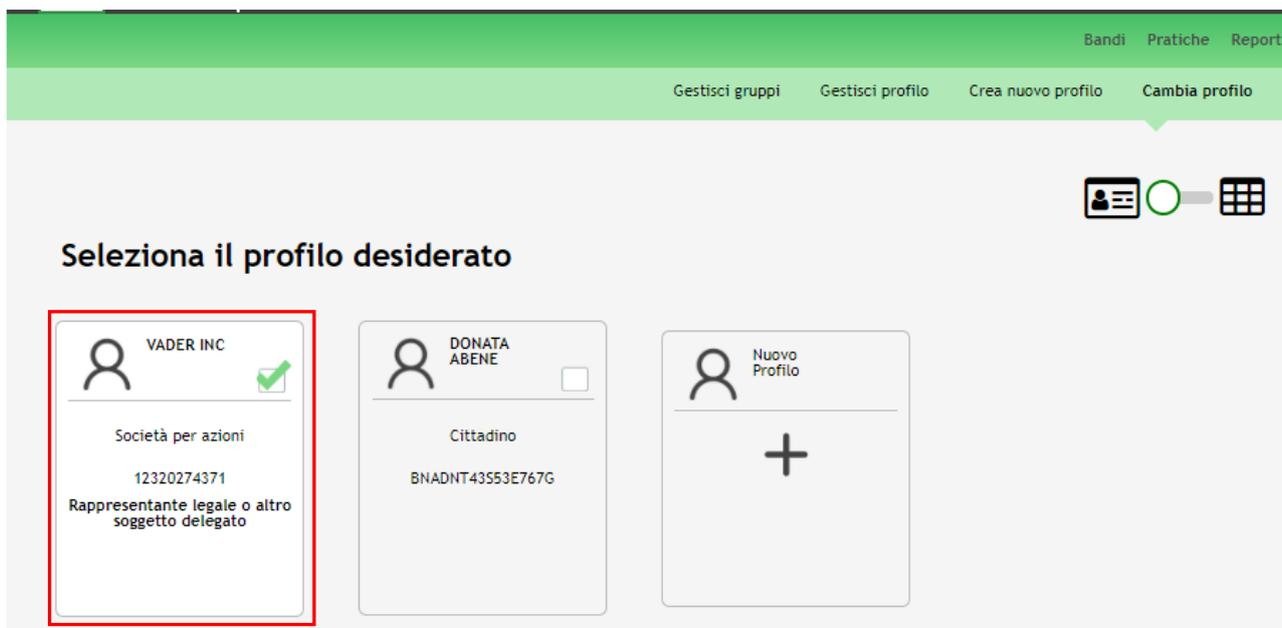 Bandi Pratiche Report
Gestisci gruppi Gestisci profilo Crea nuovo profilo Cambia profilo
Seleziona il profilo desiderato
VADER INC
Società per azioni
12320274371
Rappresentante legale o altro
soggetto delegato
DONATA
ABENE
Cittadino
BNADNT43S53E767G
Nuovo
Profilo